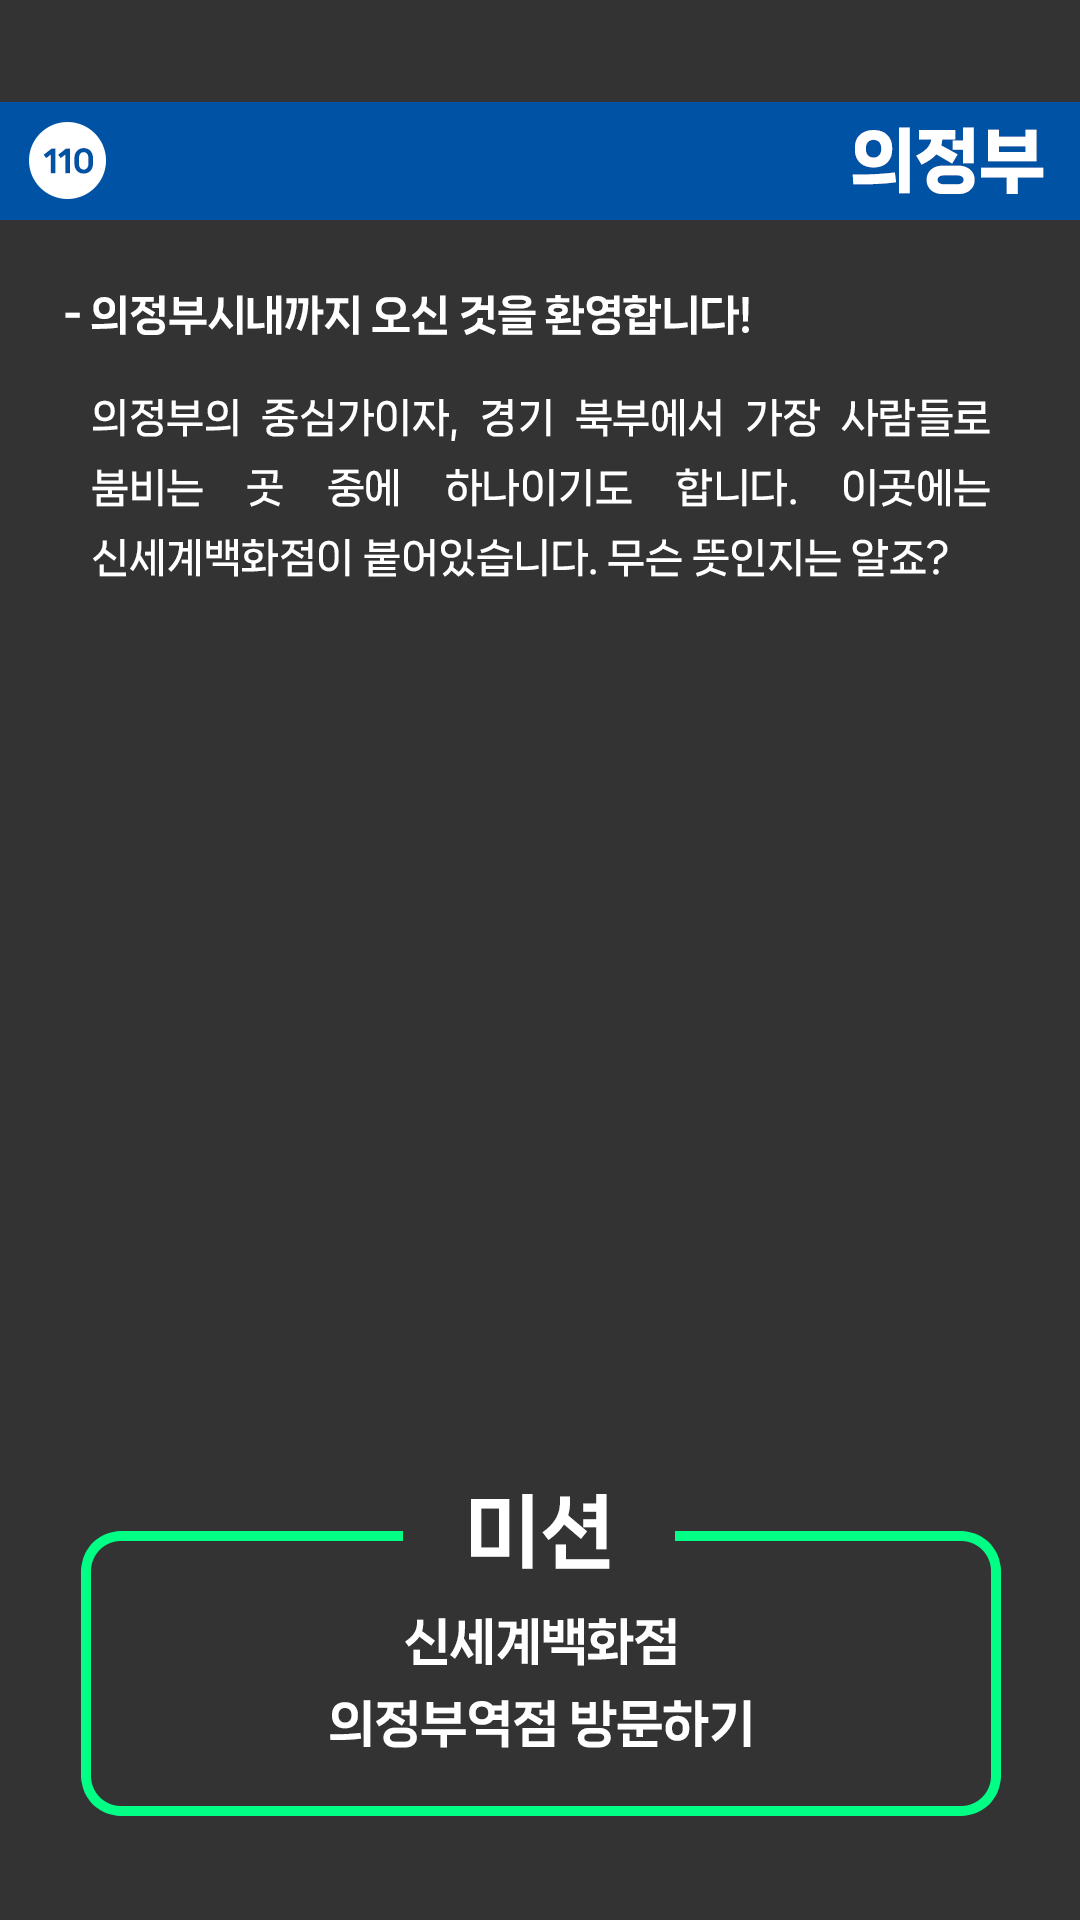 110
의정부
- 의정부시내까지 오신 것을 환영합니다!
의정부의 중심가이자, 경기 북부에서 가장 사람들로
붐비는 곳 중에 하나이기도 합니다. 이곳에는
신세계백화점이 붙어있습니다. 무슨 뜻인지는 알죠?
미션
신세계백화점
의정부역점 방문하기